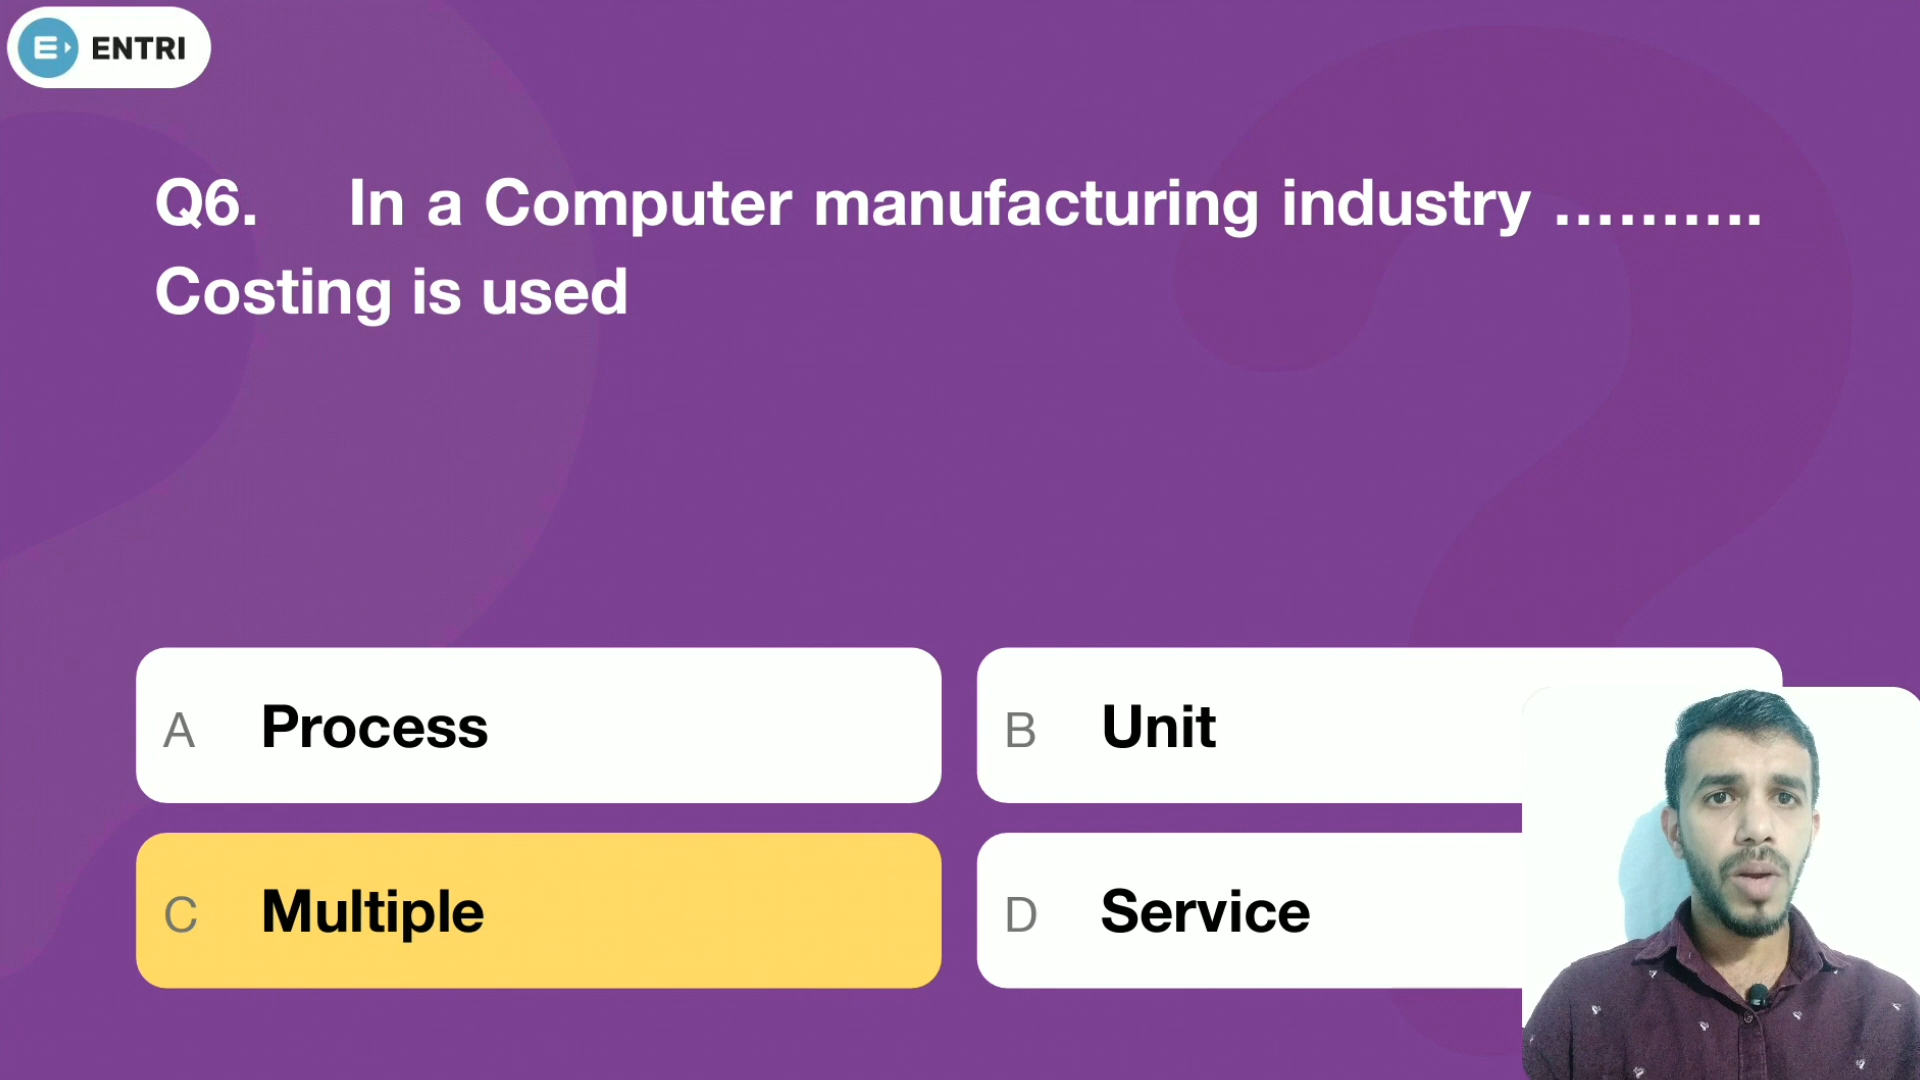 ENTRI
Q6. In a Computer manufacturing industry ..........
Costing is used
A Process
B Unit
C Multiple
D Service